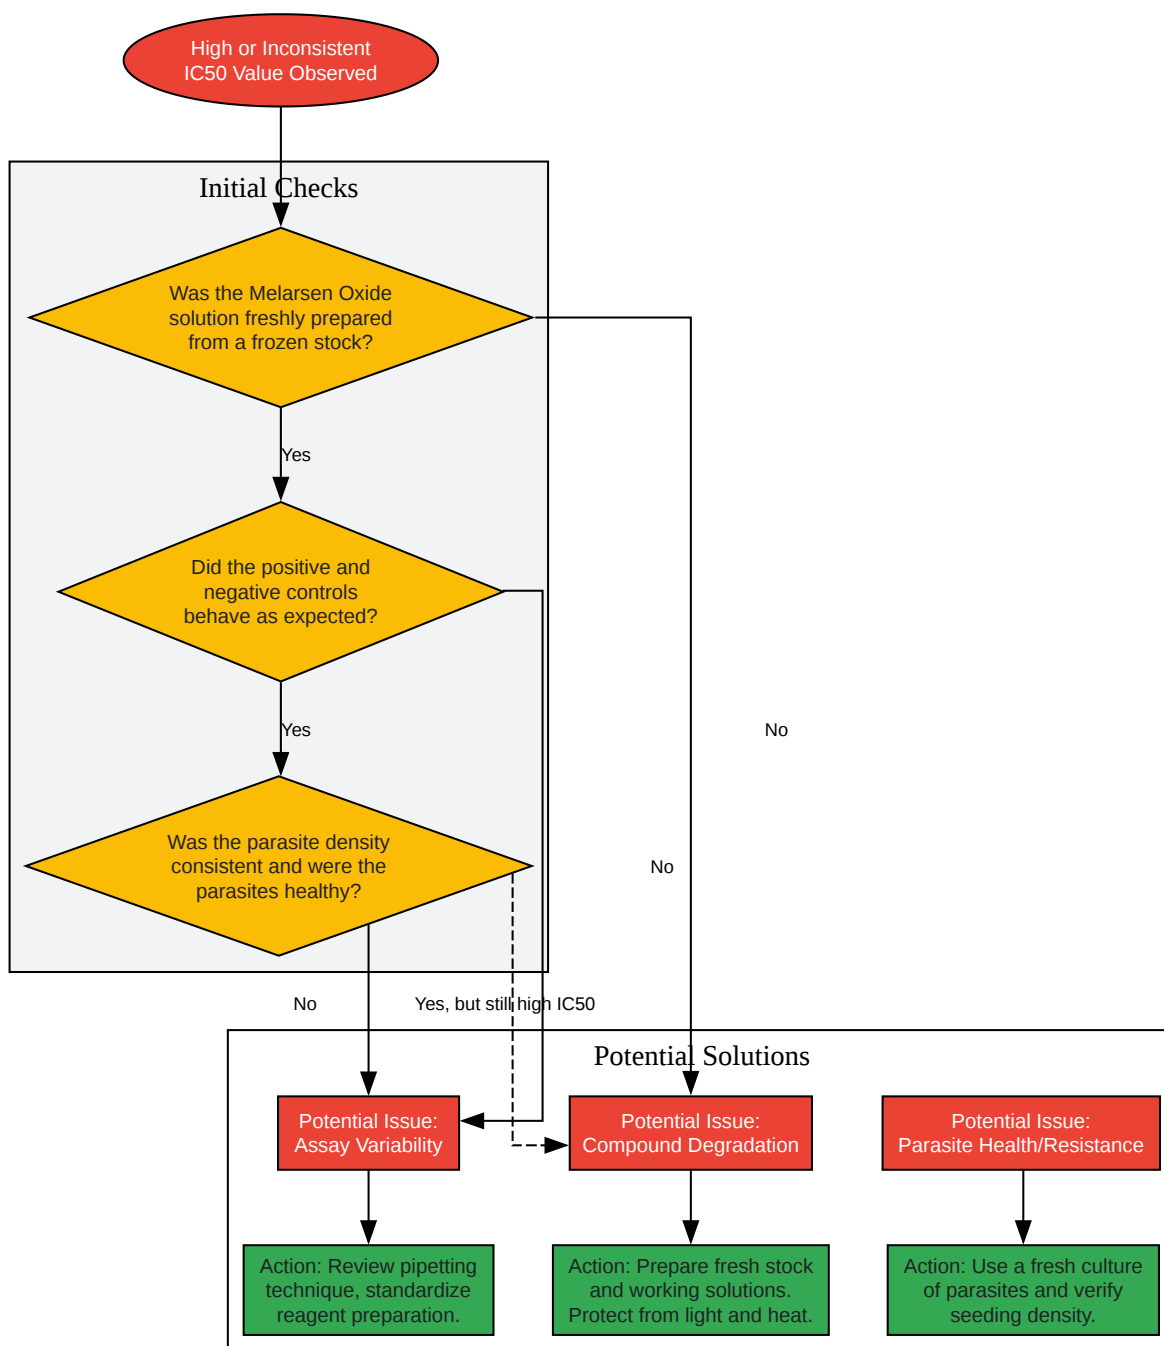 High or Inconsistent
IC50 Value Observed
Initial Checks
Was the Melarsen Oxide
solution freshly prepared
from a frozen stock?
Yes
Did the positive and
negative controls
behave as expected?
Yes
No
Was the parasite density
consistent and were the
parasites healthy?
No
No
Yes, but still high IC50
Potential Solutions
Potential Issue:
Assay Variability
Potential Issue:
Compound Degradation
Potential Issue:
Parasite Health/Resistance
Action: Review pipetting
technique, standardize
reagent preparation.
Action: Prepare fresh stock
and working solutions.
Protect from light and heat.
Action: Use a fresh culture
of parasites and verify
seeding density.